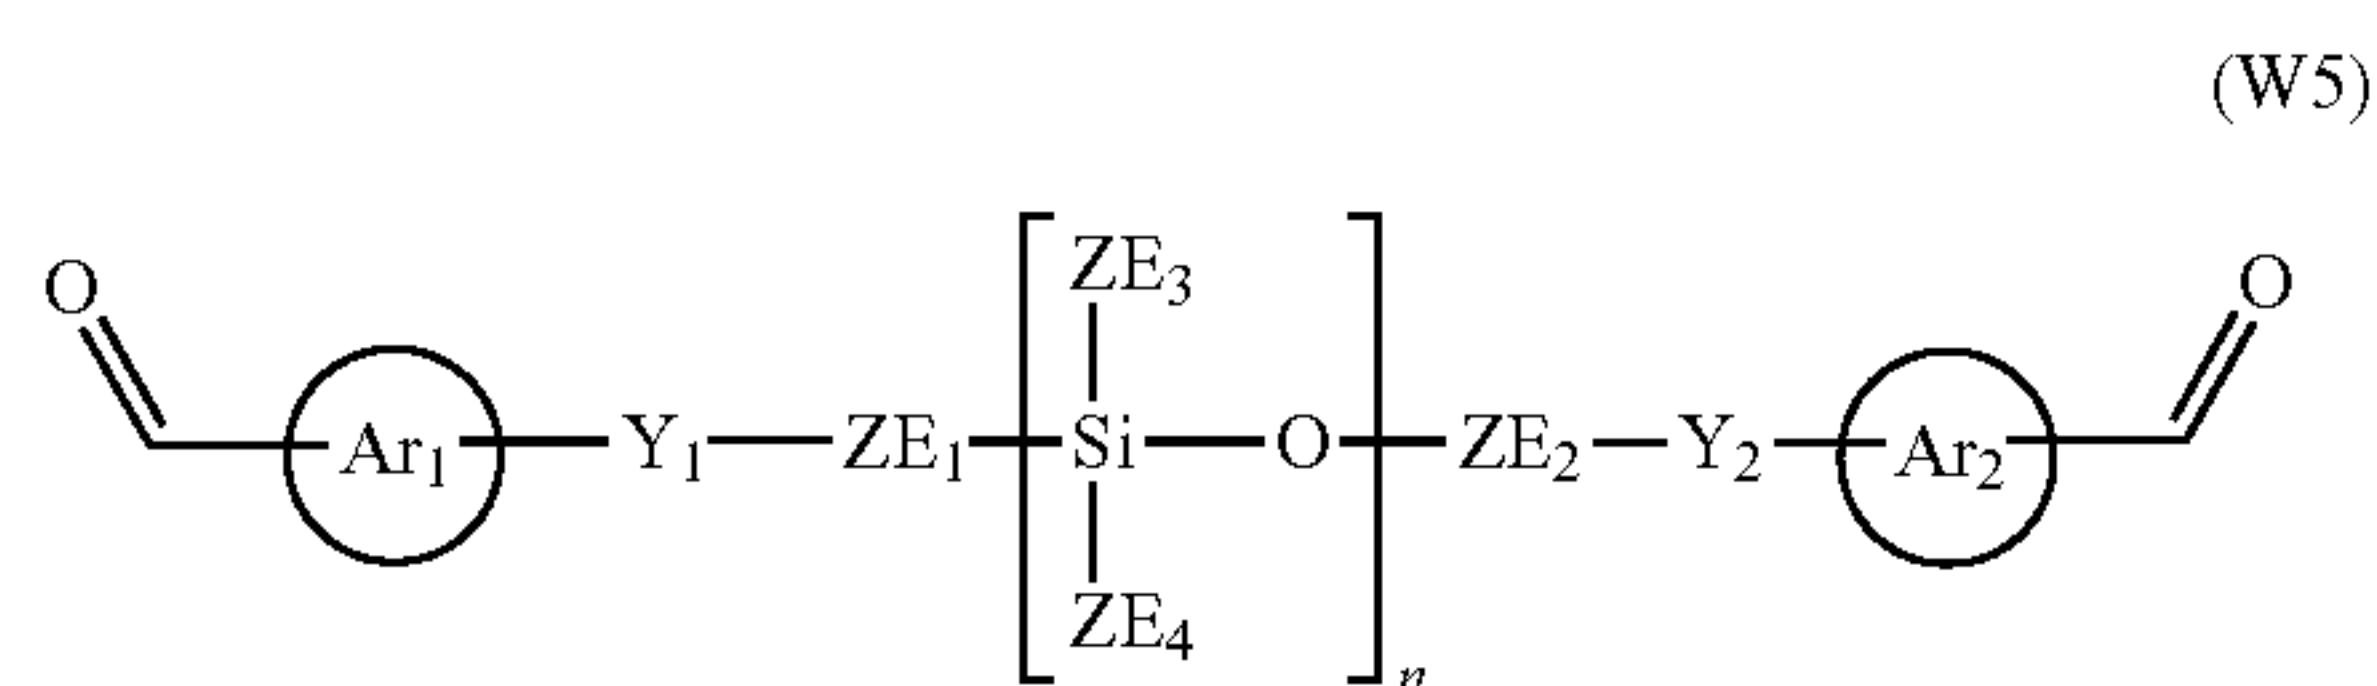 (W5)
ZE₃
O O
Ar₁ Y₁ ZE₁ Si O ZE₂ Y₂ Ar₂
ZE₄
n